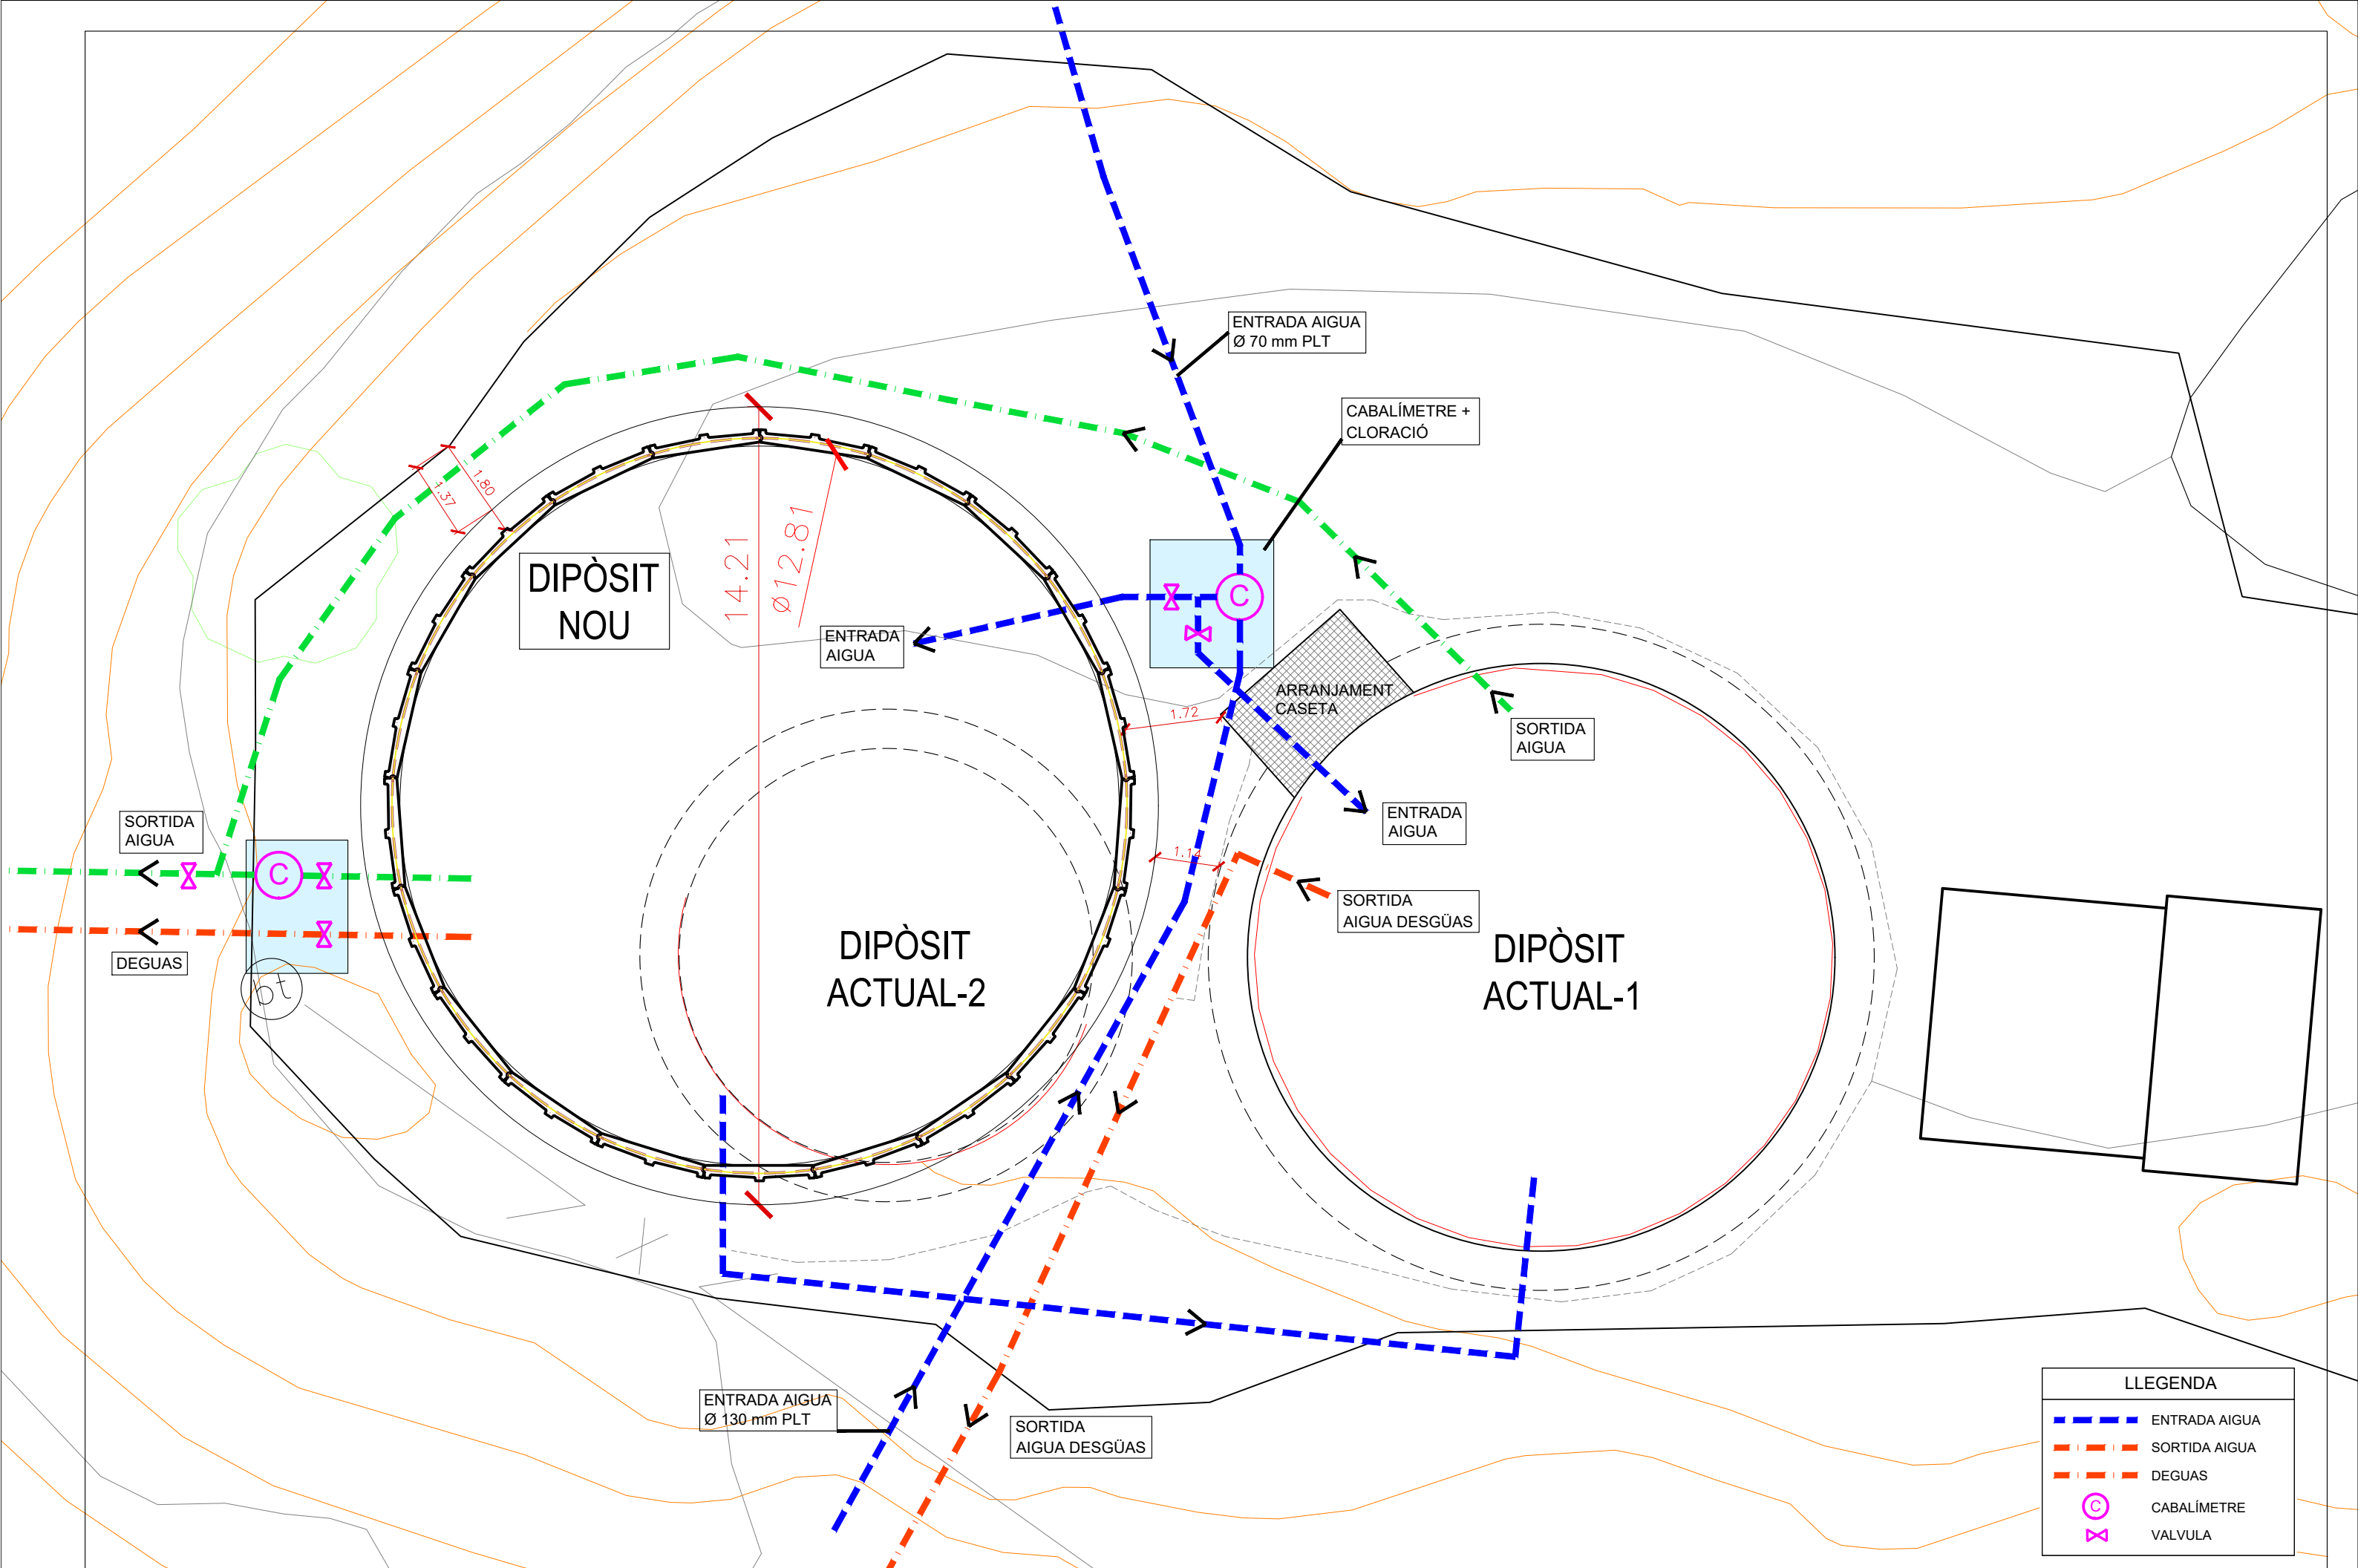 ENTRADA AIGUA
Ø 70 mm PLT
CABALÍMETRE +
CLORACIÓ
1.80
1.37
14.21
Ø12.81
DIPÒSIT
NOU
C
ENTRADA
AIGUA
ARRANJAMENT
CASETA
1.72
SORTIDA
AIGUA
ENTRADA
AIGUA
SORTIDA
AIGUA
C
1.14
SORTIDA
AIGUA DESGÜAS
DEGUAS
DIPÒSIT
ACTUAL-2
DIPÒSIT
ACTUAL-1
pt
ENTRADA AIGUA
Ø 130 mm PLT
SORTIDA
AIGUA DESGÜAS
LLEGENDA
ENTRADA AIGUA
SORTIDA AIGUA
DEGUAS
C CABALÍMETRE
VALVULA